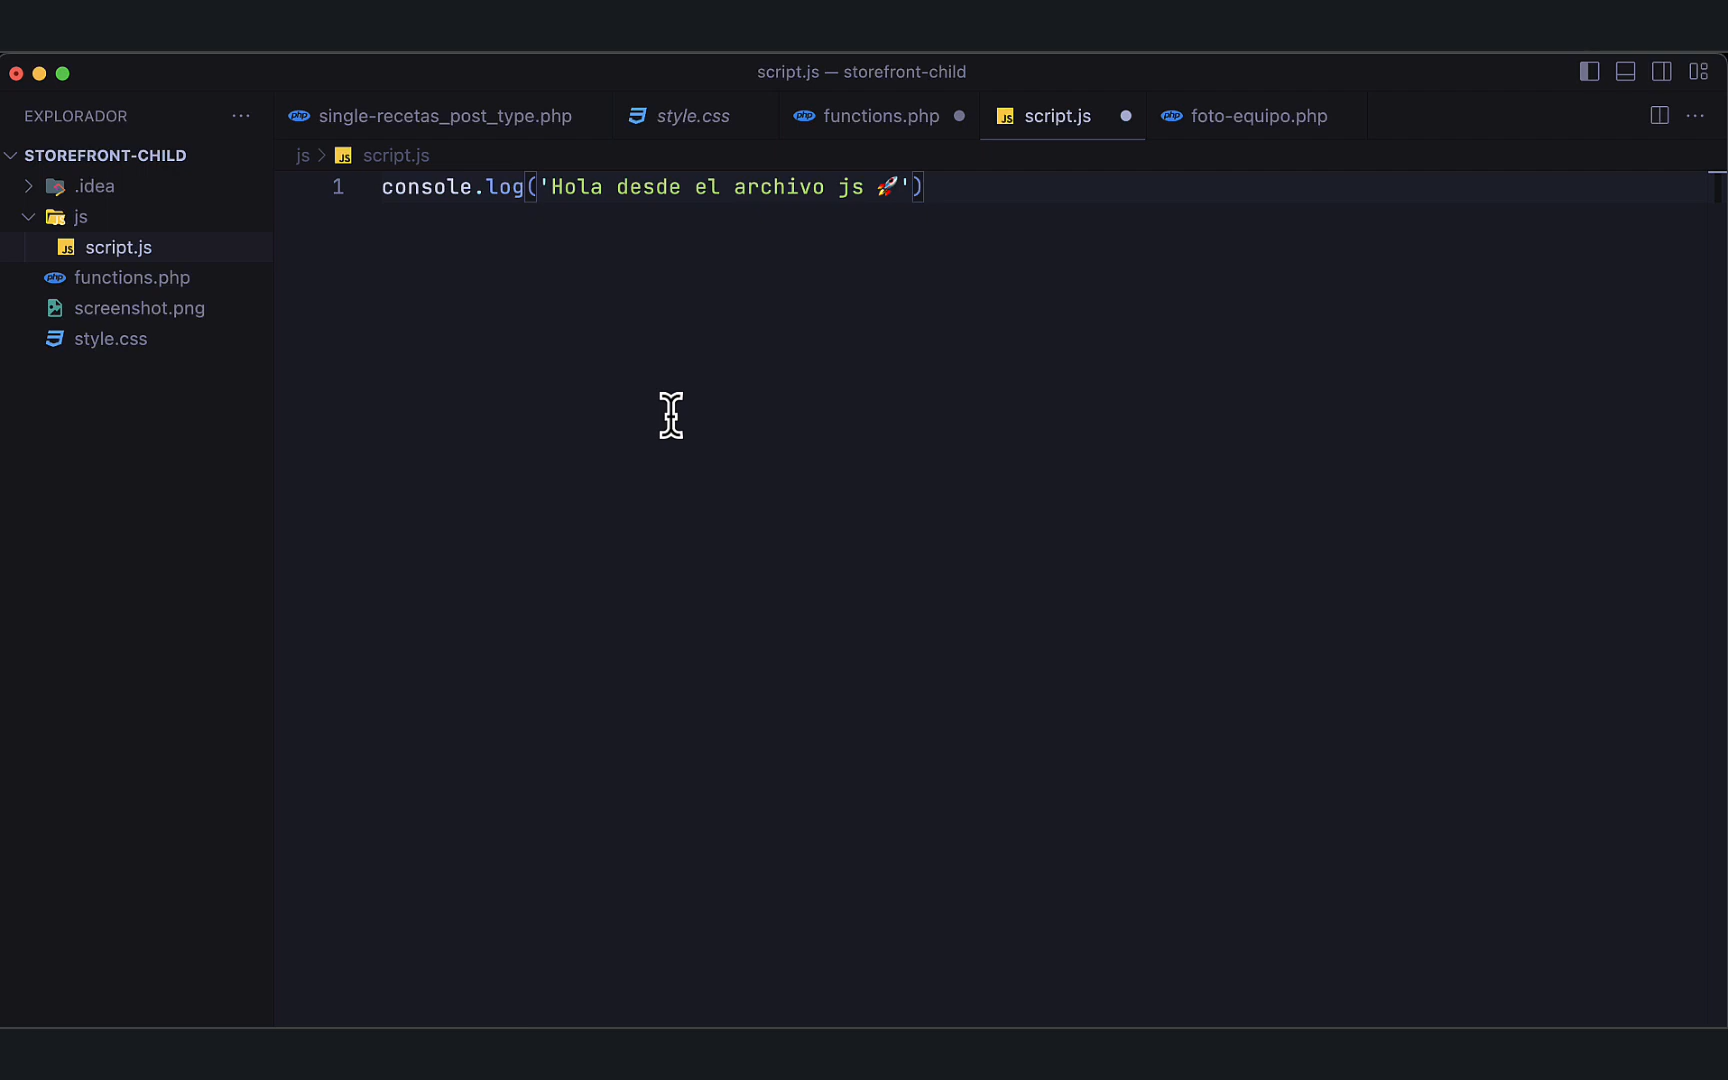 script.js — storefront-child
EXPLORADOR ···
single-recetas_post_type.php
style.css
functions.php
script.js
foto-equipo.php
···
STOREFRONT-CHILD
js > JS script.js
.idea
js
JS script.js
functions.php
screenshot.png
style.css
1 console.log('Hola desde el archivo js 🚀')